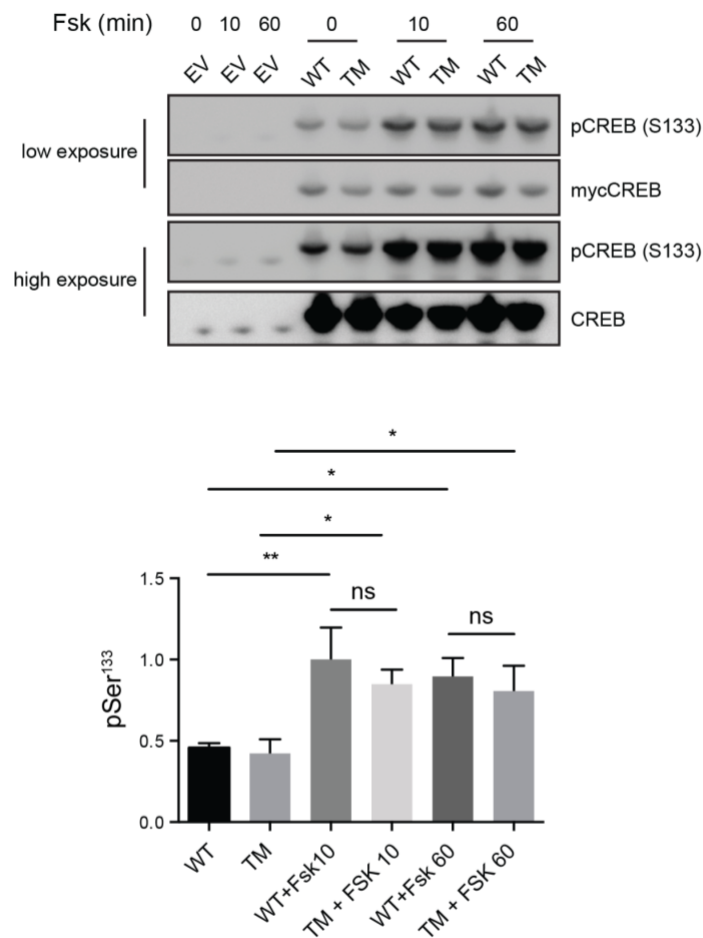 Fsk (min) 0 10 60 0 10 60
EV EV EV WT TM WT TM WT TM
low exposure
pCREB (S133)
mycCREB
high exposure
pCREB (S133)
CREB
*
*
*
**
ns
ns
pSer¹³³
1.5
1.0
0.5
0.0
WT TM WT+Fsk10 TM + FSK 10 WT+Fsk 60 TM + FSK 60